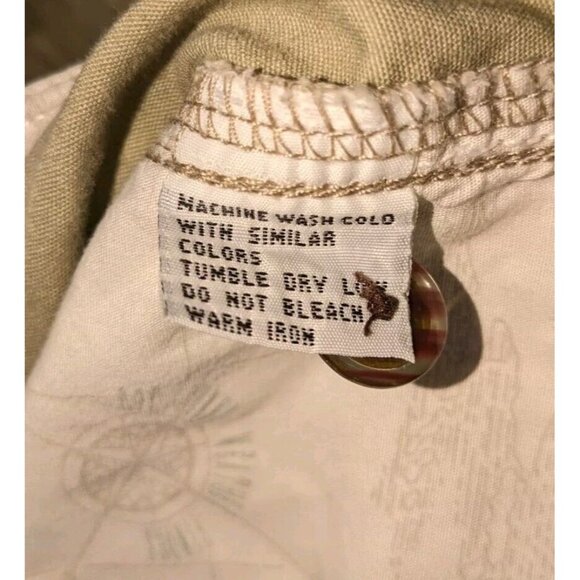 MACHINE WASH COLD
WITH SIMILAR
COLORS
TUMBLE DRY LOW
DO NOT BLEACH
WARM IRON